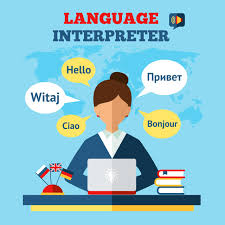 LANGUAGE
INTERPRETER
Hello
Привет
Witaj
Ciao
Bonjour